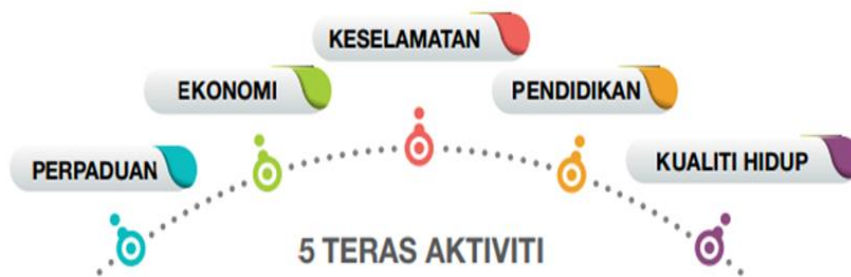 KESELAMATAN
EKONOMI
PENDIDIKAN
PERPADUAN
KUALITI HIDUP
5 TERAS AKTIVITI